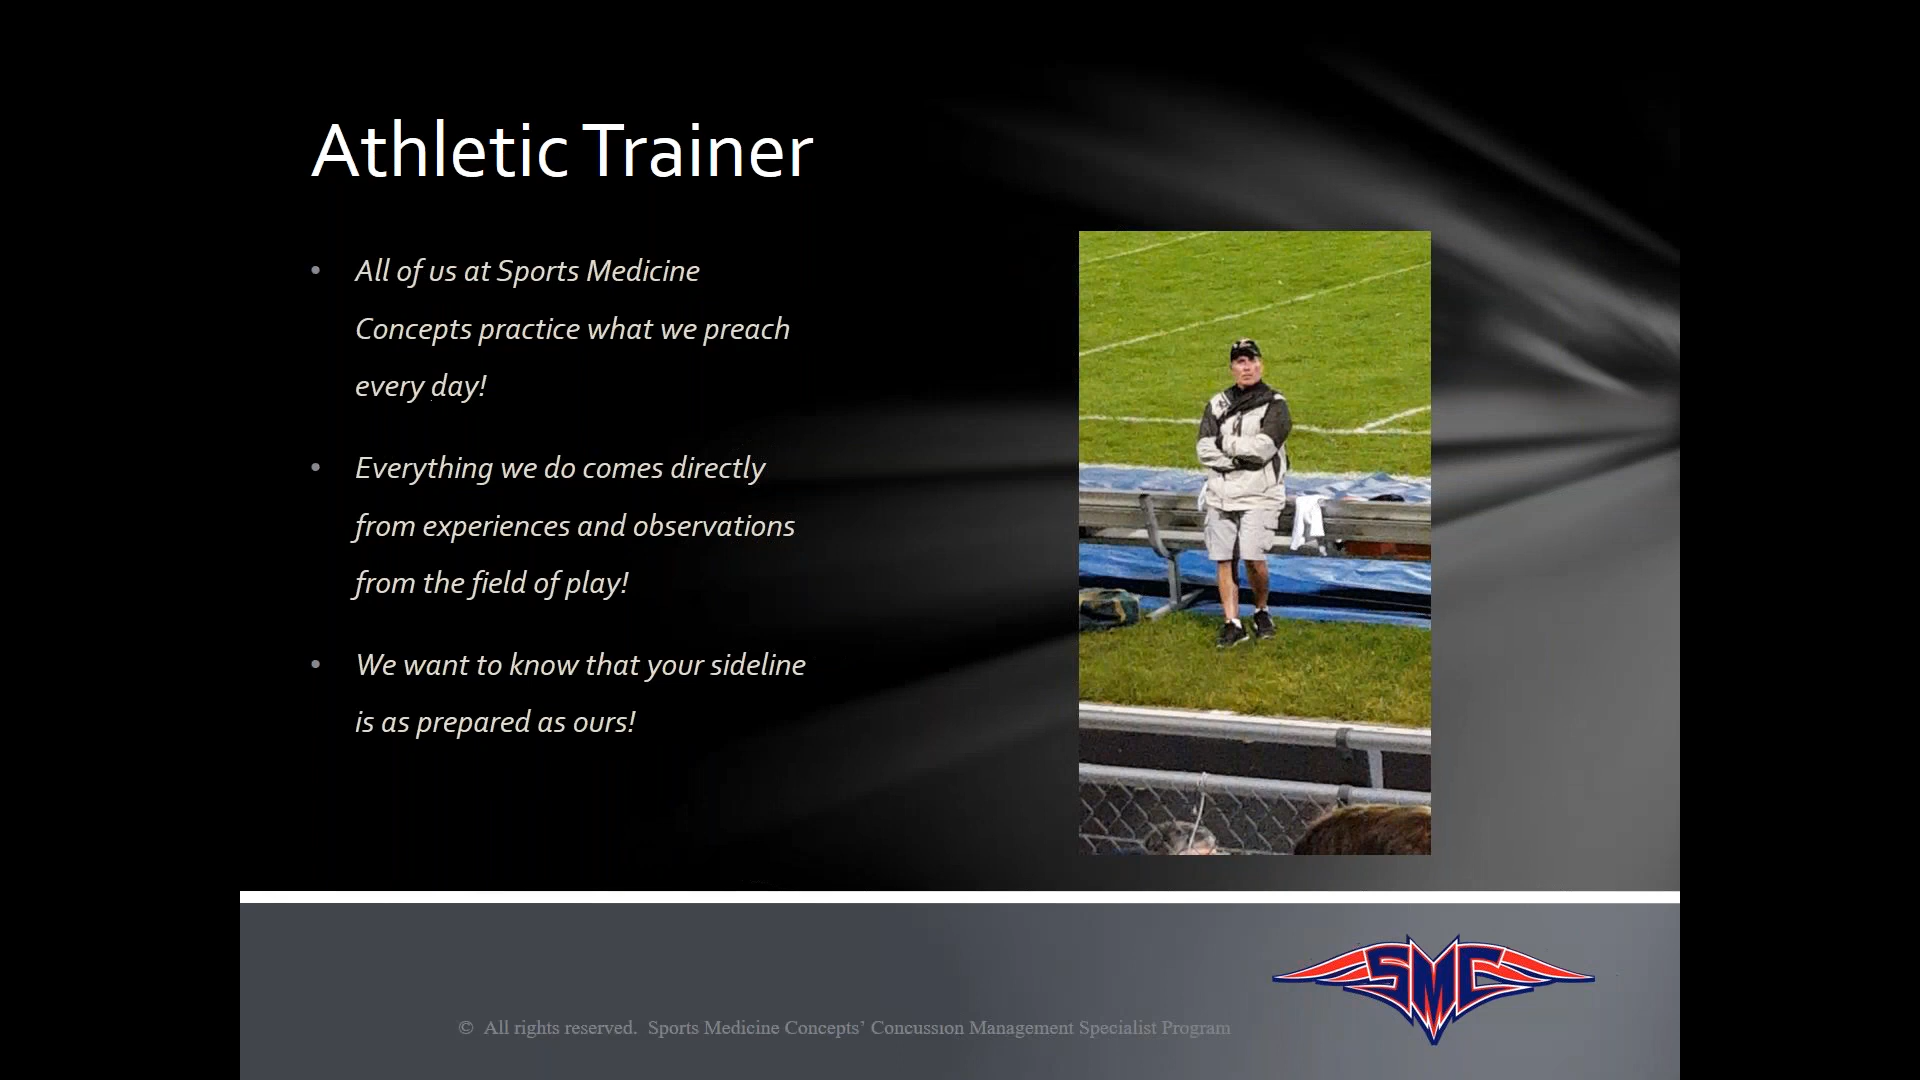 Athletic Trainer
• All of us at Sports Medicine
Concepts practice what we preach
every day!
• Everything we do comes directly
from experiences and observations
from the field of play!
• We want to know that your sideline
is as prepared as ours!
SMC
© All rights reserved. Sports Medicine Concepts’ Concussion Management Specialist Program